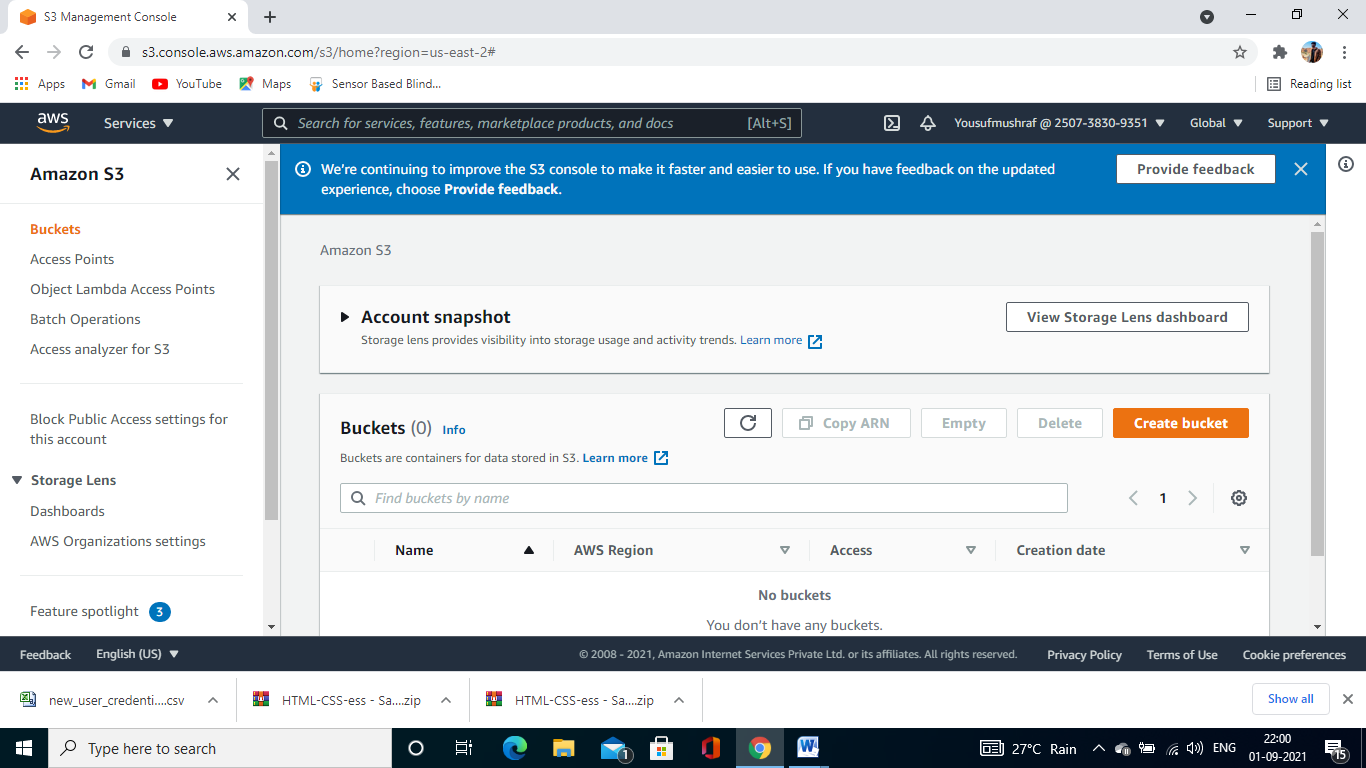 S3 Management Console
s3.console.aws.amazon.com/s3/home?region=us-east-2#
Apps
Gmail
YouTube
Maps
Sensor Based Blind...
Reading list
aws
Services
Search for services, features, marketplace products, and docs
[Alt+S]
Yousufmushraf @ 2507-3830-9351
Global
Support
Amazon S3
We're continuing to improve the S3 console to make it faster and easier to use. If you have feedback on the updated
experience, choose Provide feedback.
Provide feedback
Buckets
Access Points
Object Lambda Access Points
Batch Operations
Access analyzer for S3
Block Public Access settings for
this account
Storage Lens
Dashboards
AWS Organizations settings
Feature spotlight 3
Amazon S3
Account snapshot
Storage lens provides visibility into storage usage and activity trends. Learn more
View Storage Lens dashboard
Buckets (0) Info
Copy ARN
Empty
Delete
Create bucket
Buckets are containers for data stored in S3. Learn more
Find buckets by name
1
Name
AWS Region
Access
Creation date
No buckets
You don't have any buckets.
Feedback
English (US)
© 2008 - 2021, Amazon Internet Services Private Ltd. or its affiliates. All rights reserved.
Privacy Policy
Terms of Use
Cookie preferences
new_user_credenti....csv
HTML-CSS-ess - Sa....zip
HTML-CSS-ess - Sa....zip
Show all
Type here to search
1
27°C Rain
ENG
22:00
01-09-2021
15